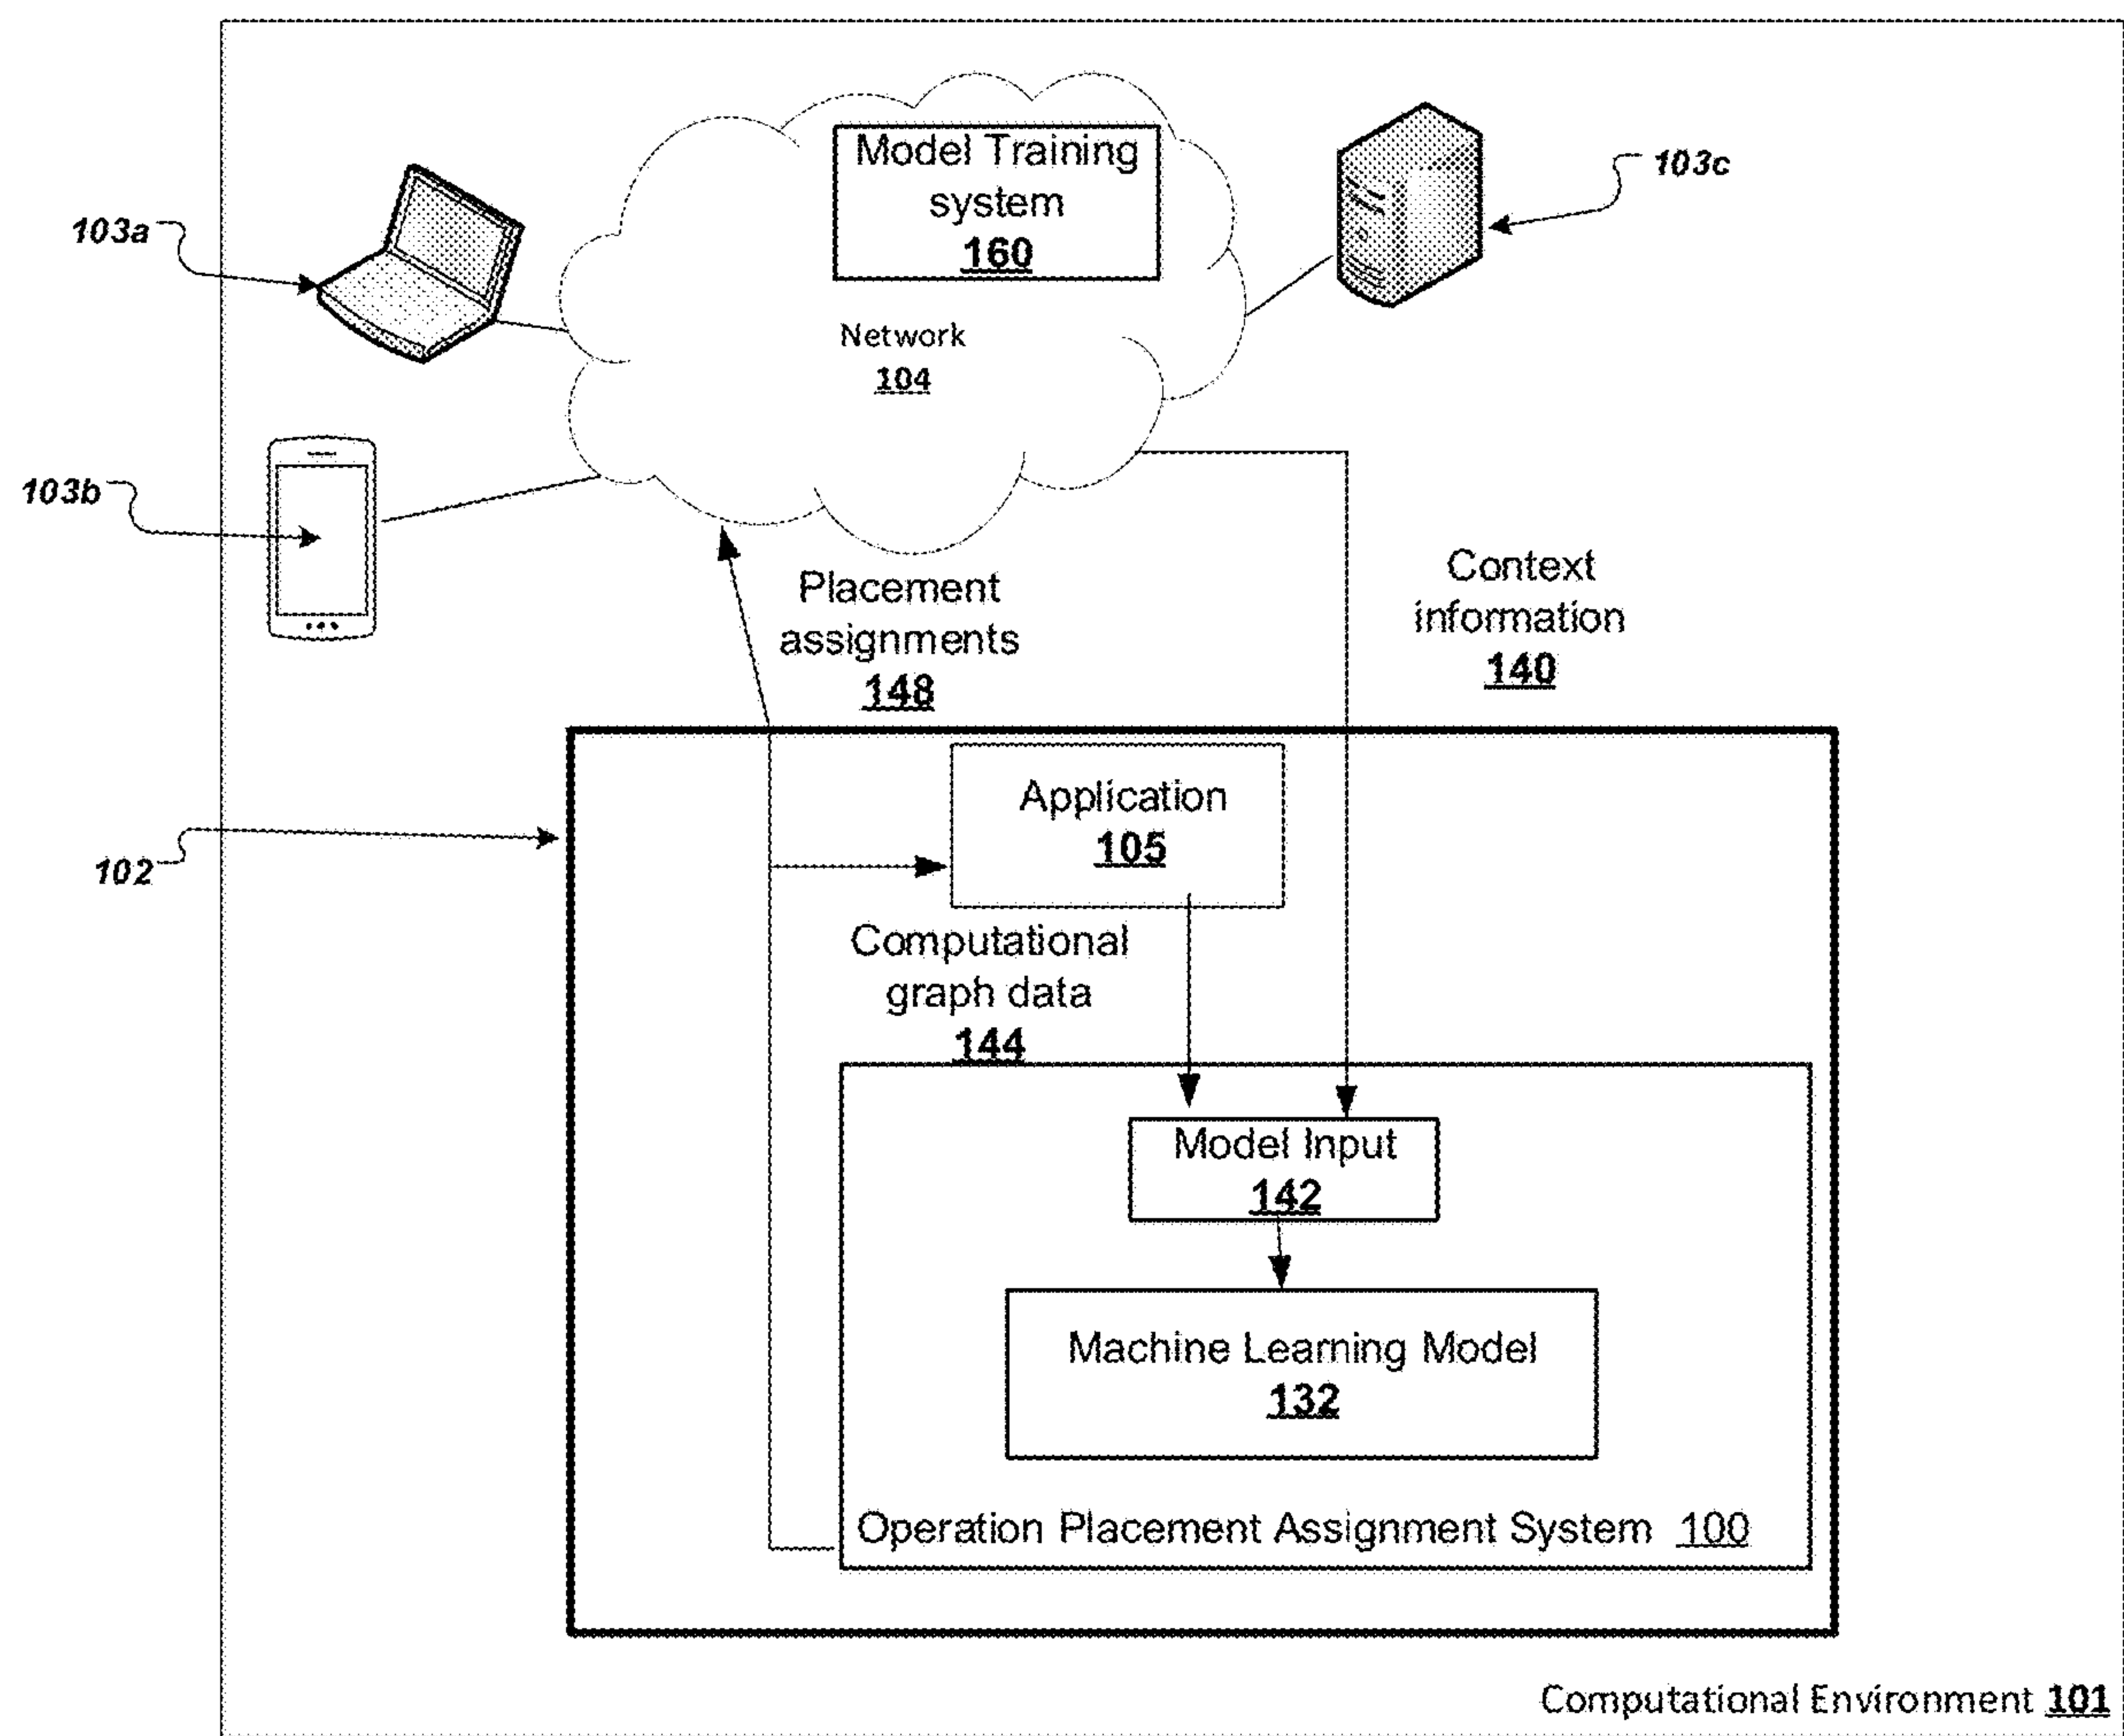 Model Training
system
160
103c
103a
Network
104
103b
Placement
assignments
148
Context
information
140
Application
105
102
Computational
graph data
144
Model Input
142
Machine Learning Model
132
Operation Placement Assignment System 100
Computational Environment 101